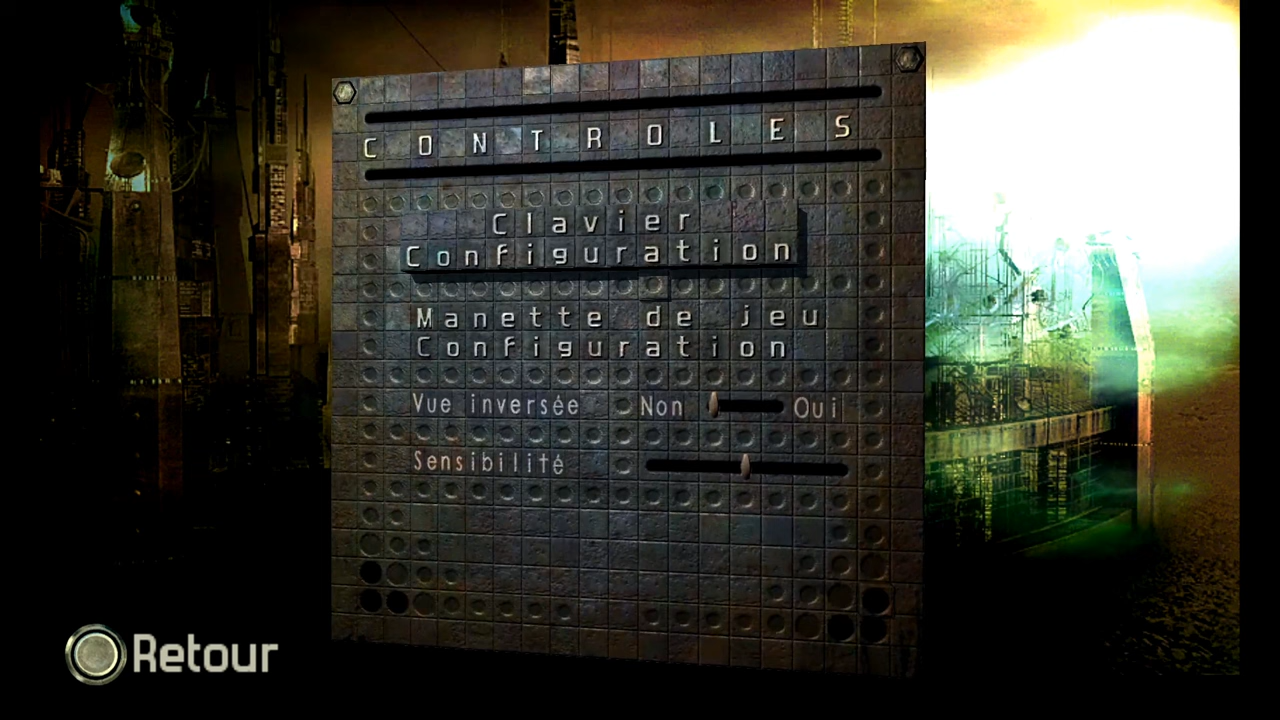 CONTROLES
Clavier
Configuration
Manette de jeu
Configuration
Vue inversée Non Oui
Sensibilité
Retour